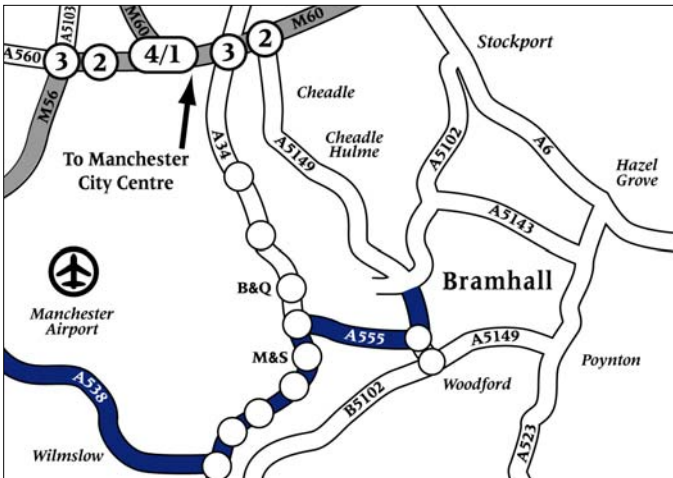 A5103
M60
A560
3
2
4/1
3
2
M60
M56
Stockport
Cheadle
To Manchester
City Centre
A34
Cheadle
Hulme
A5149
A5102
A6
Hazel
Grove
A5143
B&Q
Bramhall
Manchester
Airport
A555
M&S
A5149
Poynton
Woodford
A538
B5102
A523
Wilmslow